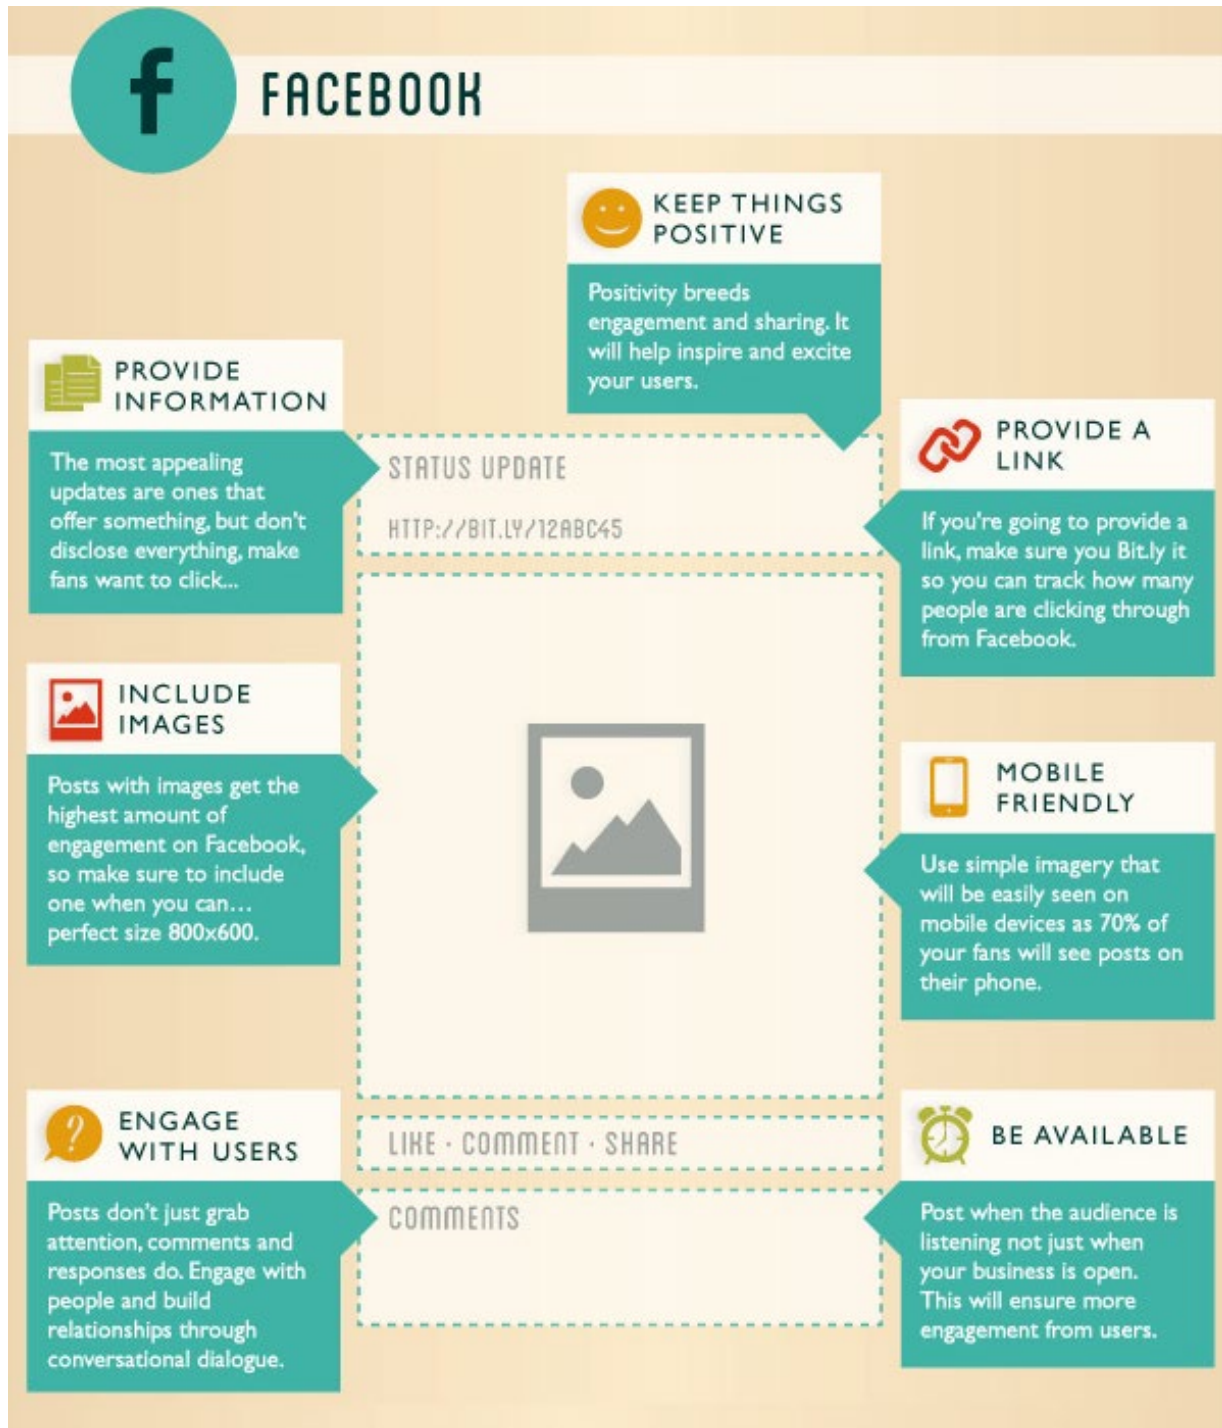 f
FACEBOOK
KEEP THINGS
POSITIVE
Positivity breeds
engagement and sharing. It
will help inspire and excite
your users.
PROVIDE
INFORMATION
The most appealing
updates are ones that
offer something, but don't
disclose everything, make
fans want to click...
STATUS UPDATE
HTTP://BIT.LY/12ABC45
PROVIDE A
LINK
If you're going to provide a
link, make sure you Bit.ly it
so you can track how many
people are clicking through
from Facebook.
INCLUDE
IMAGES
Posts with images get the
highest amount of
engagement on Facebook,
so make sure to include
one when you can...
perfect size 800x600.
MOBILE
FRIENDLY
Use simple imagery that
will be easily seen on
mobile devices as 70% of
your fans will see posts on
their phone.
ENGAGE
WITH USERS
Posts don't just grab
attention, comments and
responses do. Engage with
people and build
relationships through
conversational dialogue.
LIKE · COMMENT · SHARE
COMMENTS
BE AVAILABLE
Post when the audience is
listening not just when
your business is open.
This will ensure more
engagement from users.